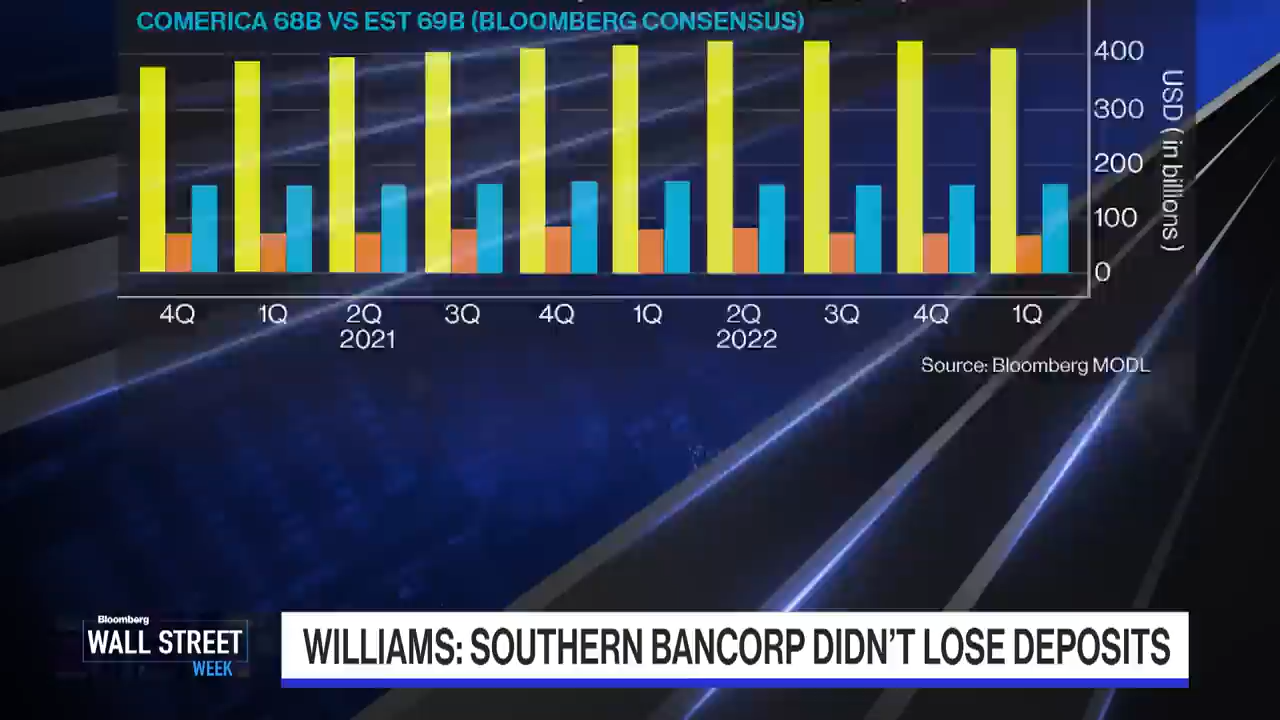 COMERICA 68B VS EST 69B (BLOOMBERG CONSENSUS)
400
300
200
100
0
USD (in billions)
4Q 1Q 2Q 3Q 4Q 1Q 2Q 3Q 4Q 1Q
2021 2022
Source: Bloomberg MODL
Bloomberg
WALL STREET
WEEK
WILLIAMS: SOUTHERN BANCORP DIDN'T LOSE DEPOSITS